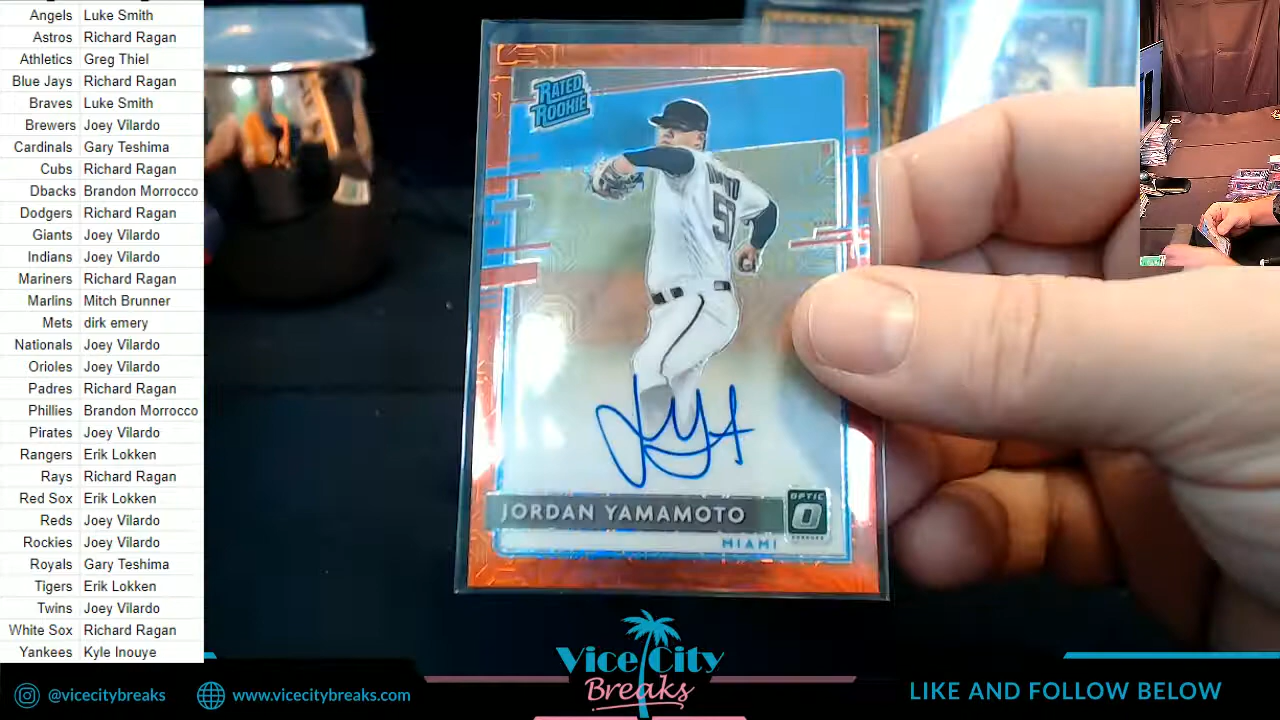 Angels Luke Smith
Astros Richard Ragan
Athletics Greg Thiel
Blue Jays Richard Ragan
Braves Luke Smith
Brewers Joey Vilardo
Cardinals Gary Teshima
Cubs Richard Ragan
Dbacks Brandon Morrocco
Dodgers Richard Ragan
Giants Joey Vilardo
Indians Joey Vilardo
Mariners Richard Ragan
Marlins Mitch Brunner
Mets dirk emery
Nationals Joey Vilardo
Orioles Joey Vilardo
Padres Richard Ragan
Phillies Brandon Morrocco
Pirates Joey Vilardo
Rangers Erik Lokken
Rays Richard Ragan
Red Sox Erik Lokken
Reds Joey Vilardo
Rockies Joey Vilardo
Royals Gary Teshima
Tigers Erik Lokken
Twins Joey Vilardo
White Sox Richard Ragan
Yankees Kyle Inouye
RATED
ROOKIE
JORDAN YAMAMOTO
OPTIC
MIAMI
Vice City
Breaks
@vicecitybreaks
www.vicecitybreaks.com
LIKE AND FOLLOW BELOW